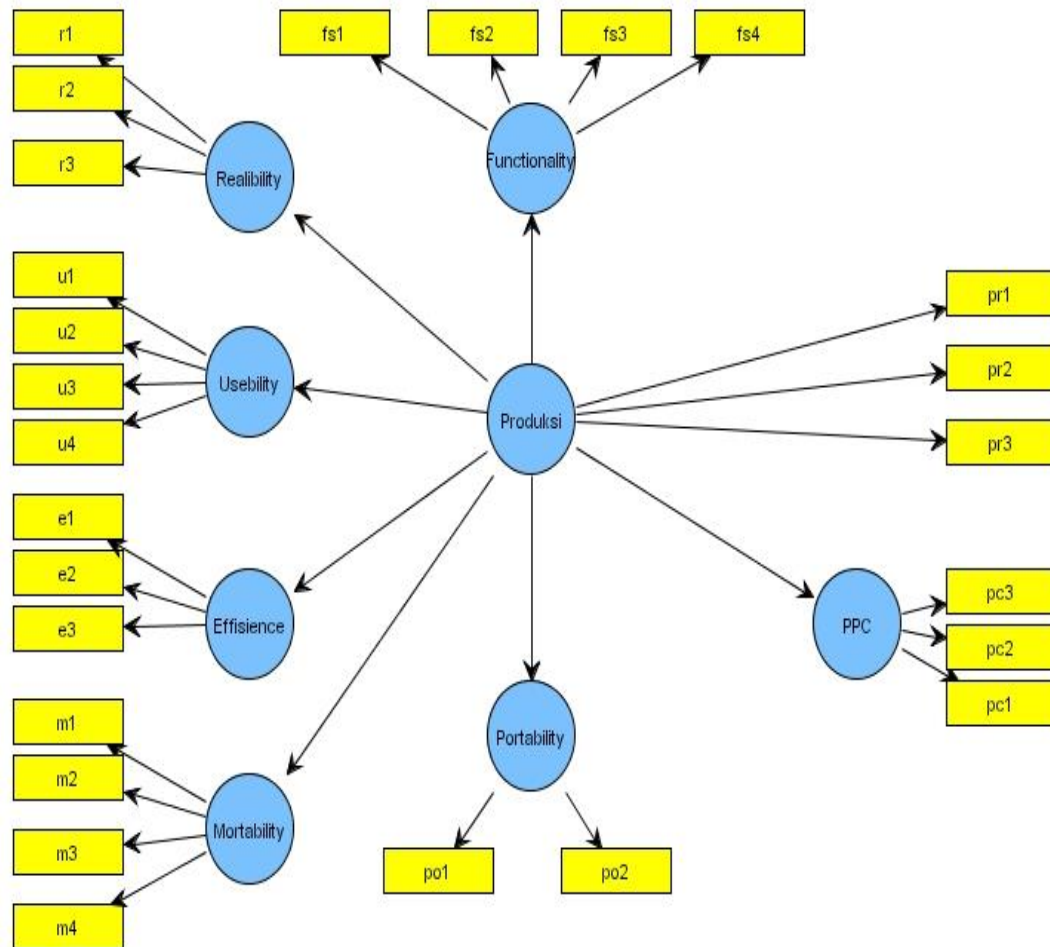 r1
fs1
fs2
fs3
fs4
r2
r3
Realibility
Functionality
u1
u2
u3
u4
Usebility
Produksi
pr1
pr2
pr3
e1
e2
e3
Effisience
PPC
pc3
pc2
pc1
m1
m2
m3
m4
Mortability
Portability
po1
po2